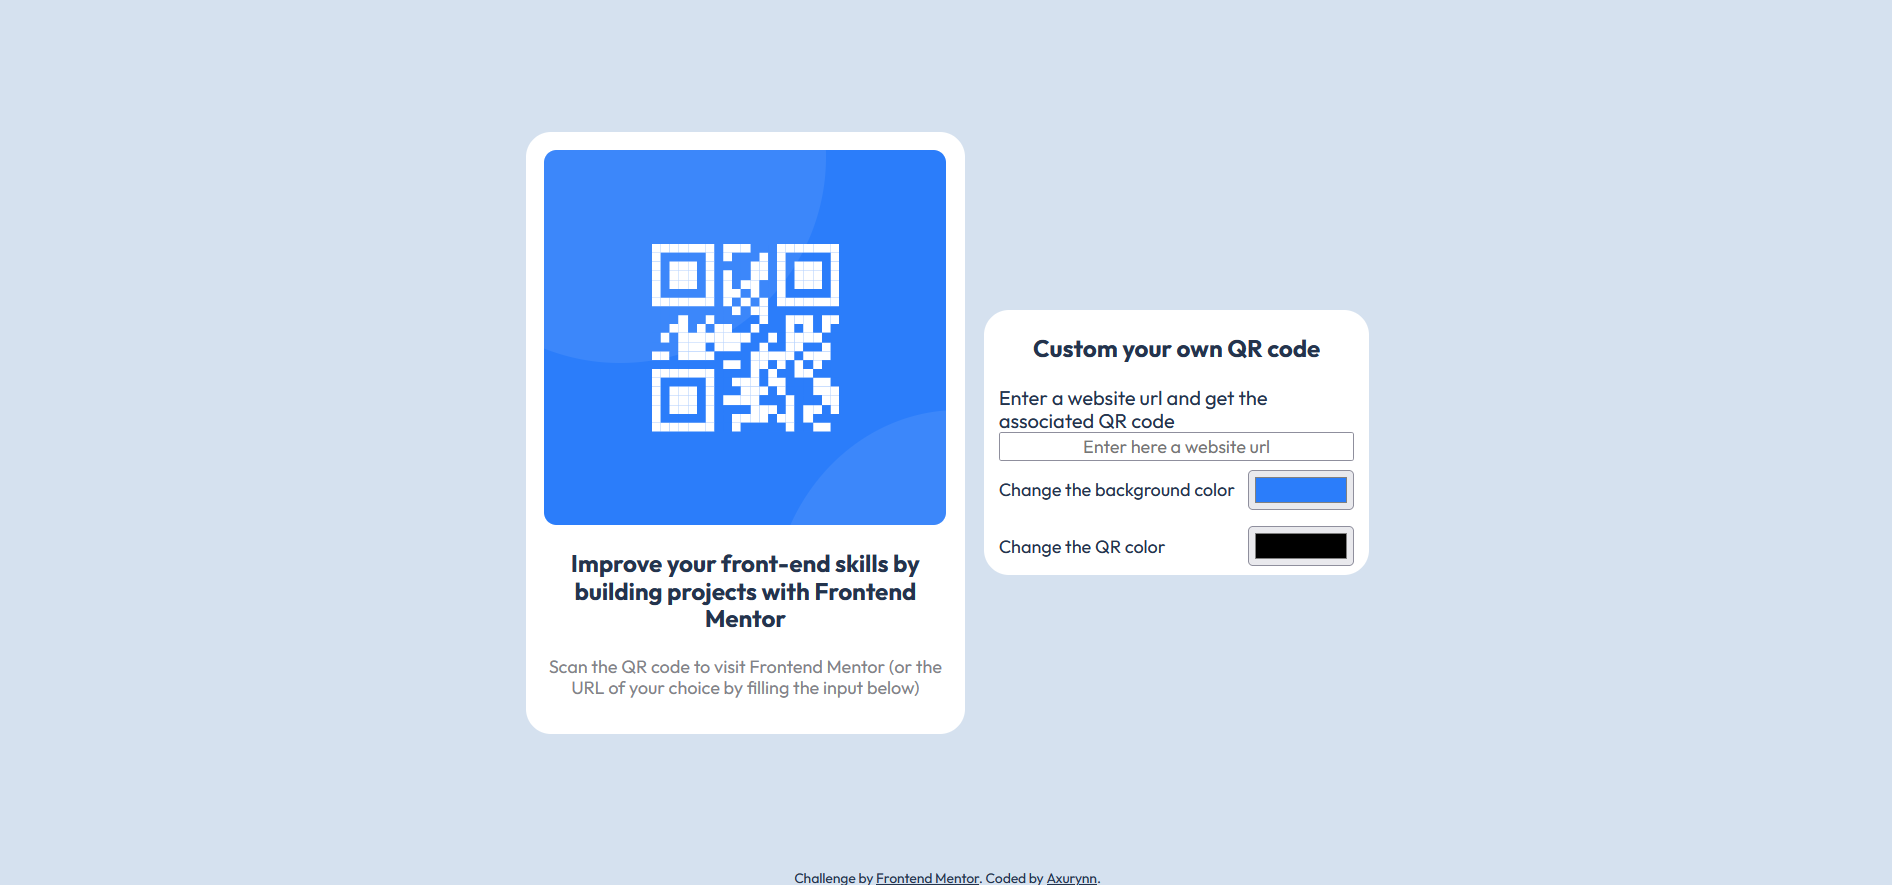 Improve your front-end skills by
building projects with Frontend
Mentor
Scan the QR code to visit Frontend Mentor (or the
URL of your choice by filling the input below)
Custom your own QR code
Enter a website url and get the
associated QR code
Enter here a website url
Change the background color
Change the QR color
Challenge by Frontend Mentor. Coded by Axurynn.